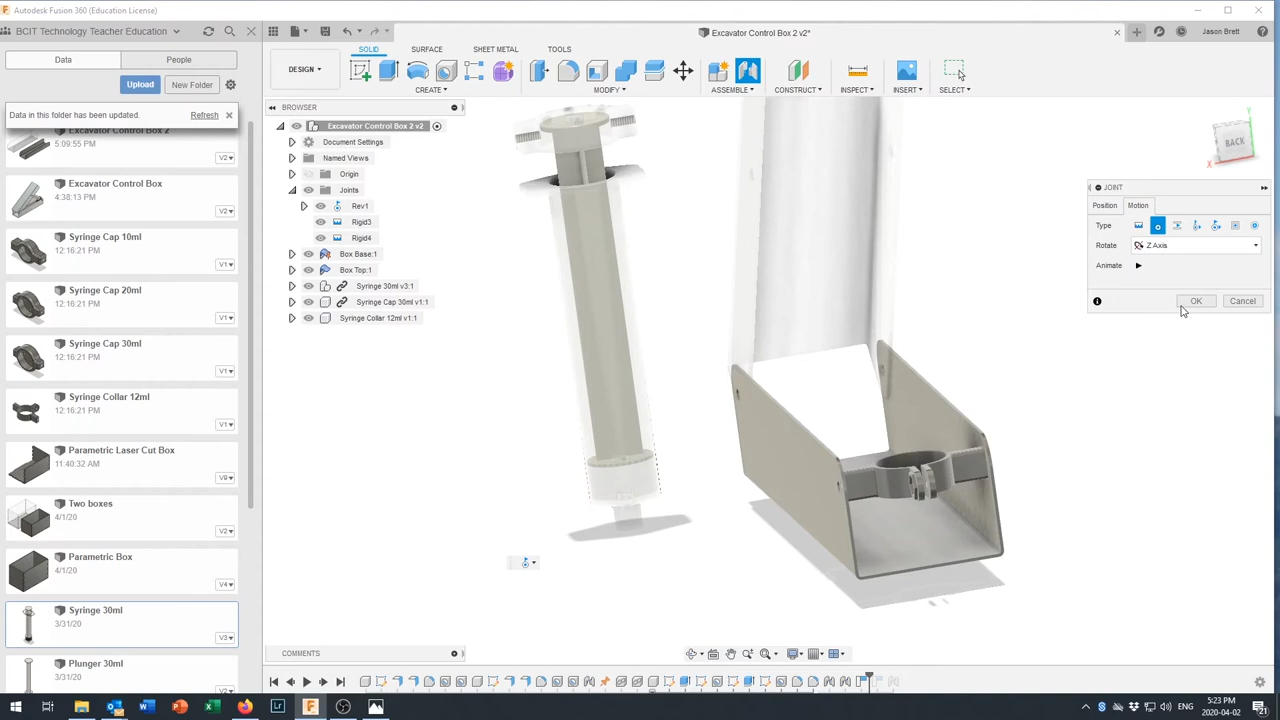 Autodesk Fusion 360 (Education License)
BCIT Technology Teacher Education
Excavator Control Box 2 v2*
Jason Brett
Data
People
Upload
New Folder
Data in this folder has been updated.
Refresh
Excavator Control Box 2
5:09:55 PM
V2
Excavator Control Box
4:38:13 PM
V2
Syringe Cap 10ml
12:16:21 PM
V1
Syringe Cap 20ml
12:16:21 PM
V1
Syringe Cap 30ml
12:16:21 PM
V1
Syringe Collar 12ml
12:16:21 PM
V1
Parametric Laser Cut Box
11:40:32 AM
V9
Two boxes
4/1/20
V2
Parametric Box
4/1/20
V4
Syringe 30ml
3/31/20
V3
Plunger 30ml
3/31/20
DESIGN
SOLID
SURFACE
SHEET METAL
TOOLS
CREATE
MODIFY
ASSEMBLE
CONSTRUCT
INSPECT
INSERT
SELECT
BROWSER
Excavator Control Box 2 v2
Document Settings
Named Views
Origin
Joints
Rev1
Rigid3
Rigid4
Box Base:1
Box Top:1
Syringe 30ml v3:1
Syringe Cap 30ml v1:1
Syringe Collar 12ml v1:1
BACK
Y
X
JOINT
Position
Motion
Type
Rotate
Z Axis
Animate
OK
Cancel
COMMENTS
ENG
5:23 PM
2020-04-02
21